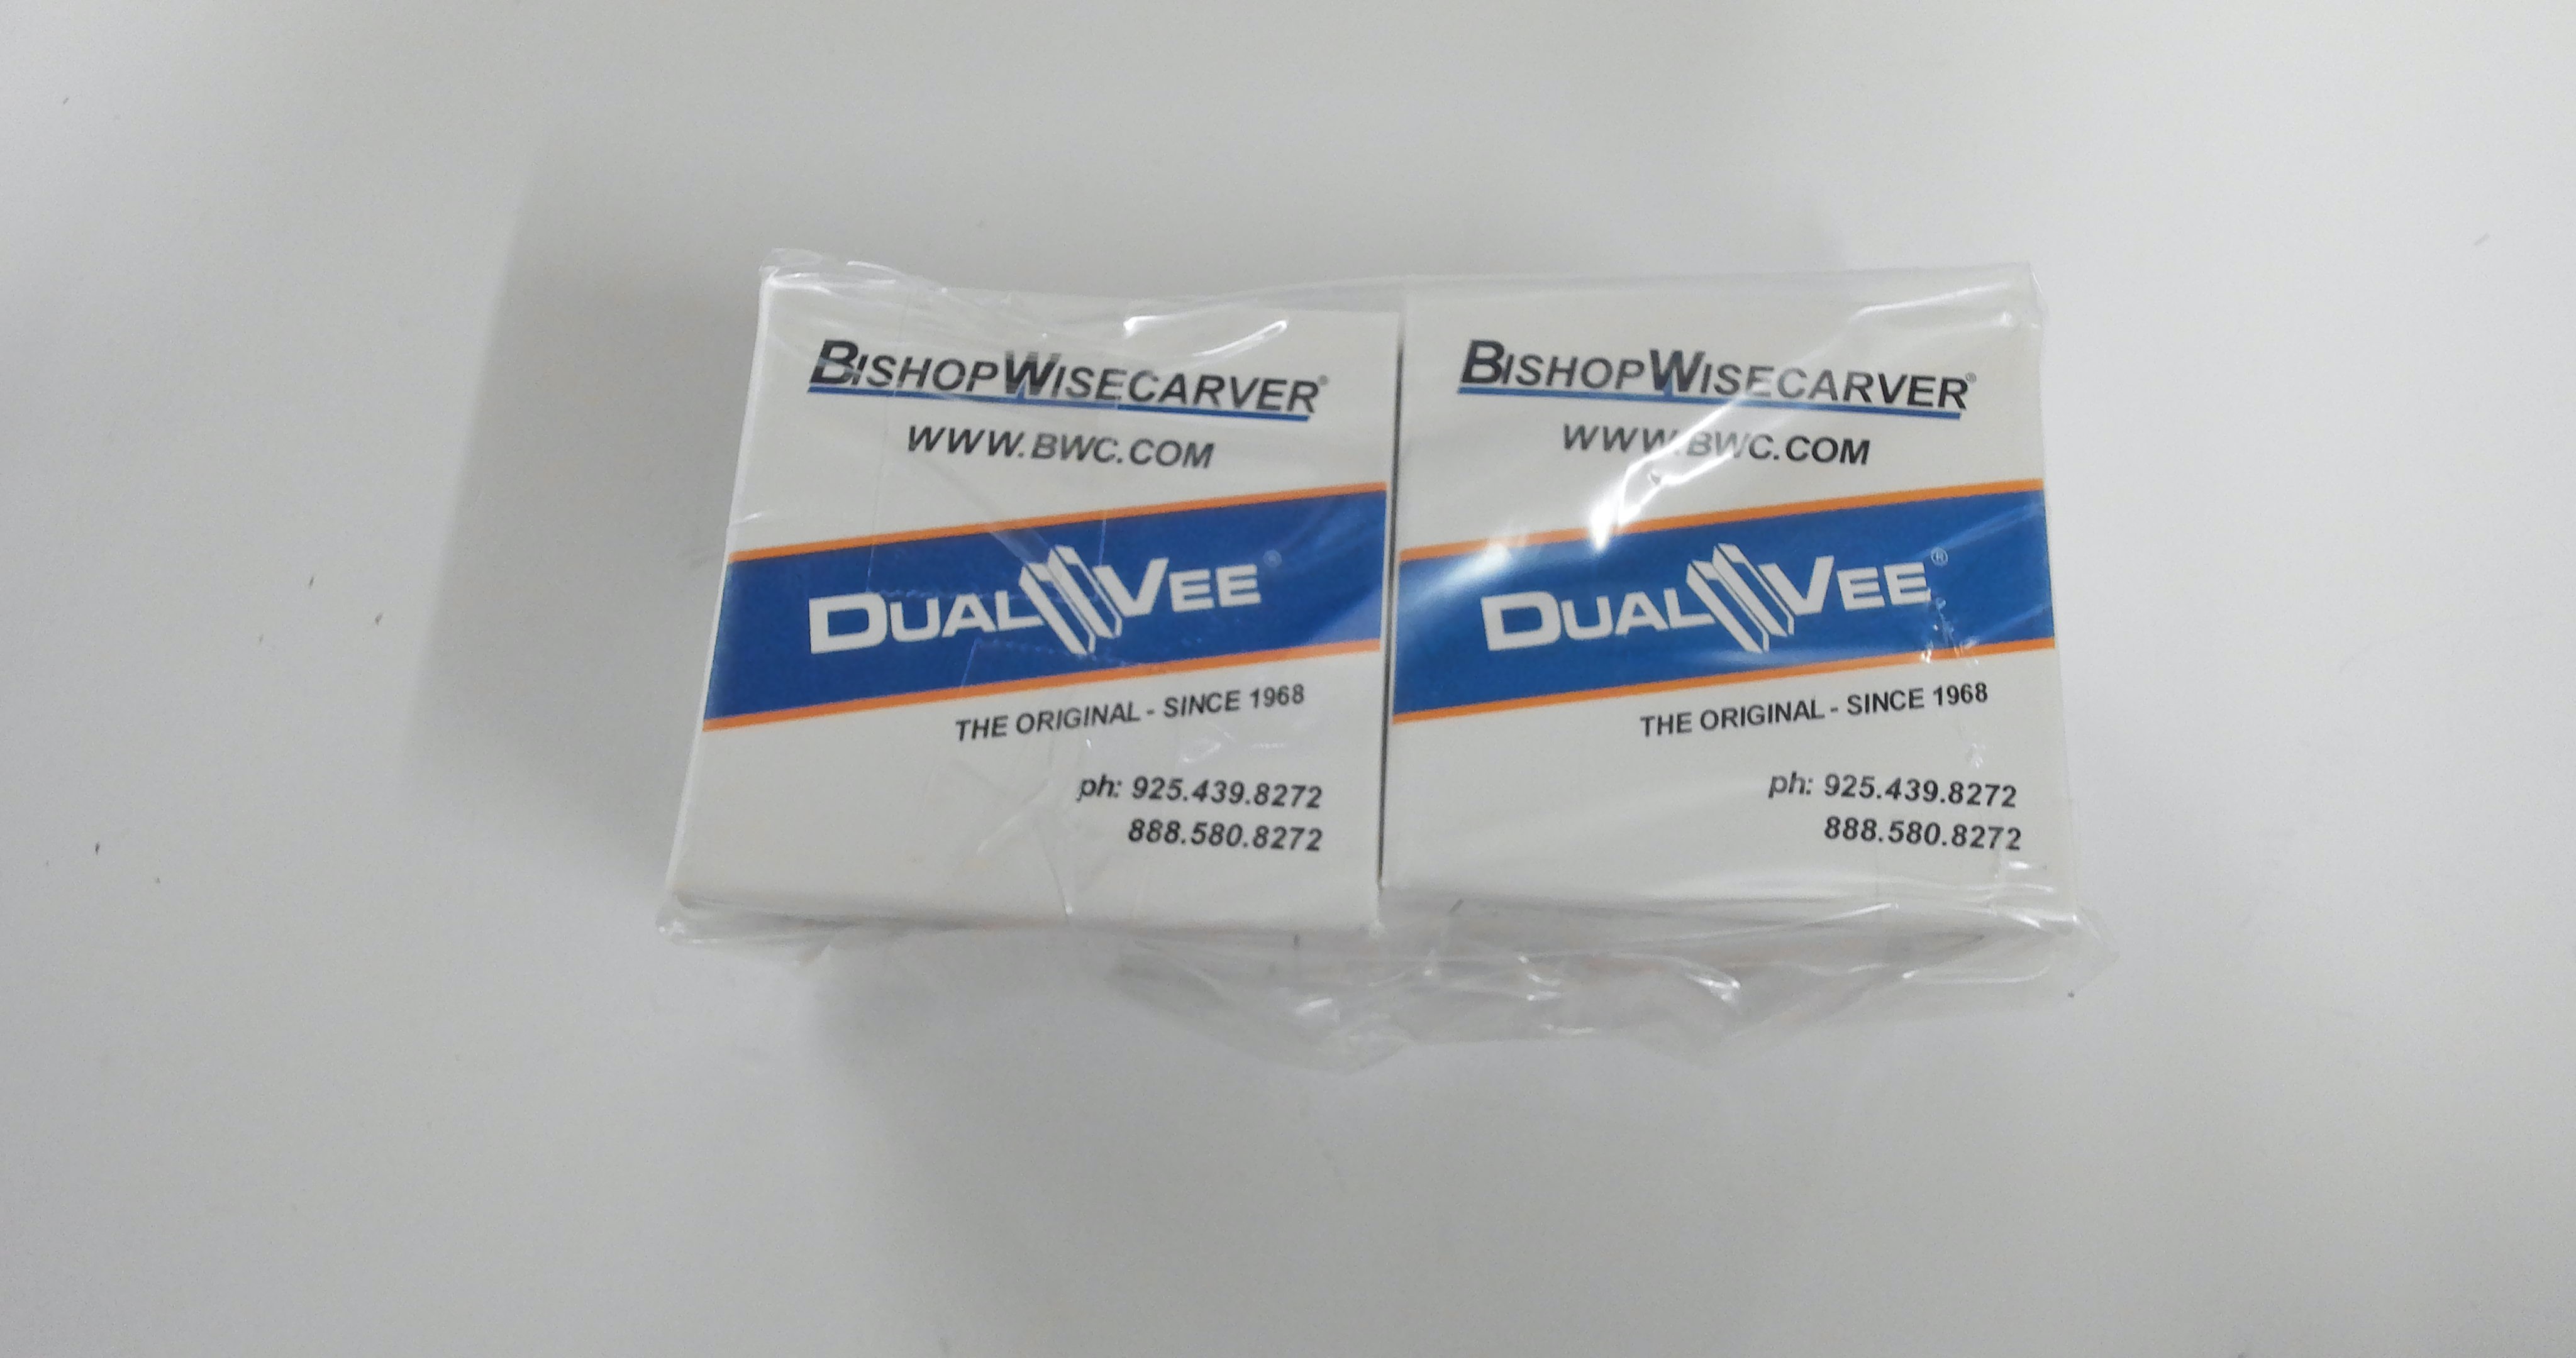 BISHOPWISECARVER®
WWW.BWC.COM
DUALVEE®
THE ORIGINAL - SINCE 1968
ph: 925.439.8272
888.580.8272
BISHOPWISECARVER®
WWW.BWC.COM
DUALVEE®
THE ORIGINAL - SINCE 1968
ph: 925.439.8272
888.580.8272